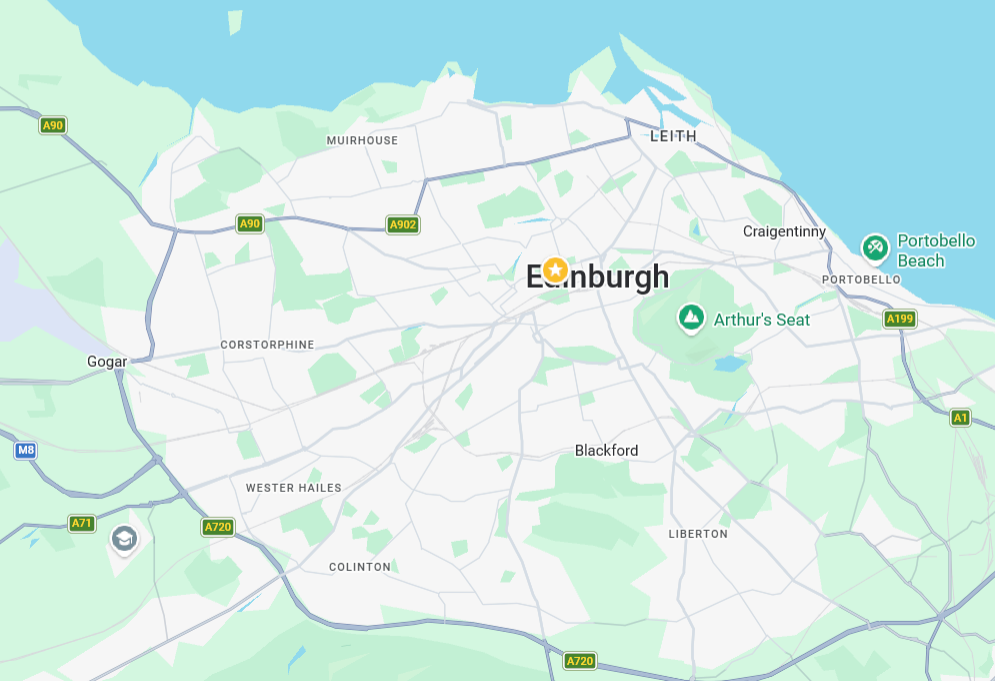 A90
MUIRHOUSE
LEITH
A90
A902
Craigentinny
Portobello
Beach
Edinburgh
PORTOBELLO
Arthur's Seat
A199
CORSTORPHINE
Gogar
A1
M8
Blackford
WESTER HAILES
A71
A720
LIBERTON
COLINTON
A720